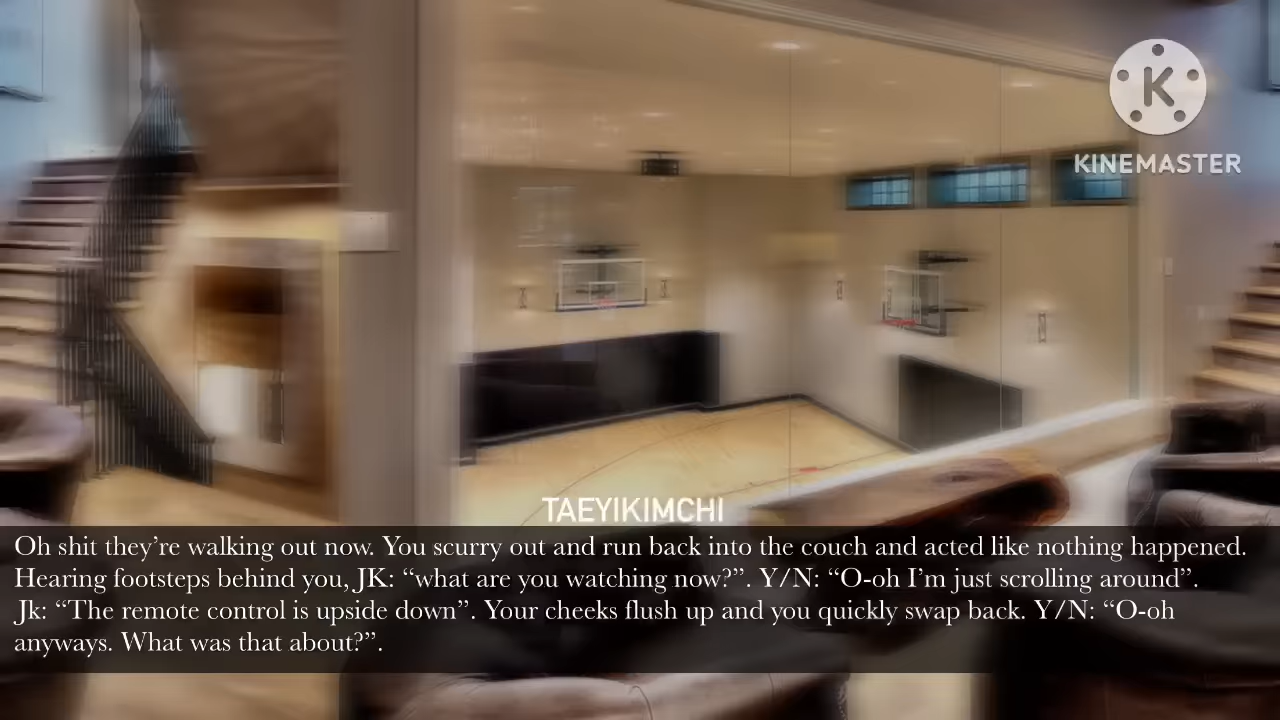 K
KINEMASTER
TAEYIKIMCHI
Oh shit they’re walking out now. You scurry out and run back into the couch and acted like nothing happened.
Hearing footsteps behind you, JK: “what are you watching now?”. Y/N: “O-oh I’m just scrolling around”.
Jk: “The remote control is upside down”. Your cheeks flush up and you quickly swap back. Y/N: “O-oh
anyways. What was that about?”.